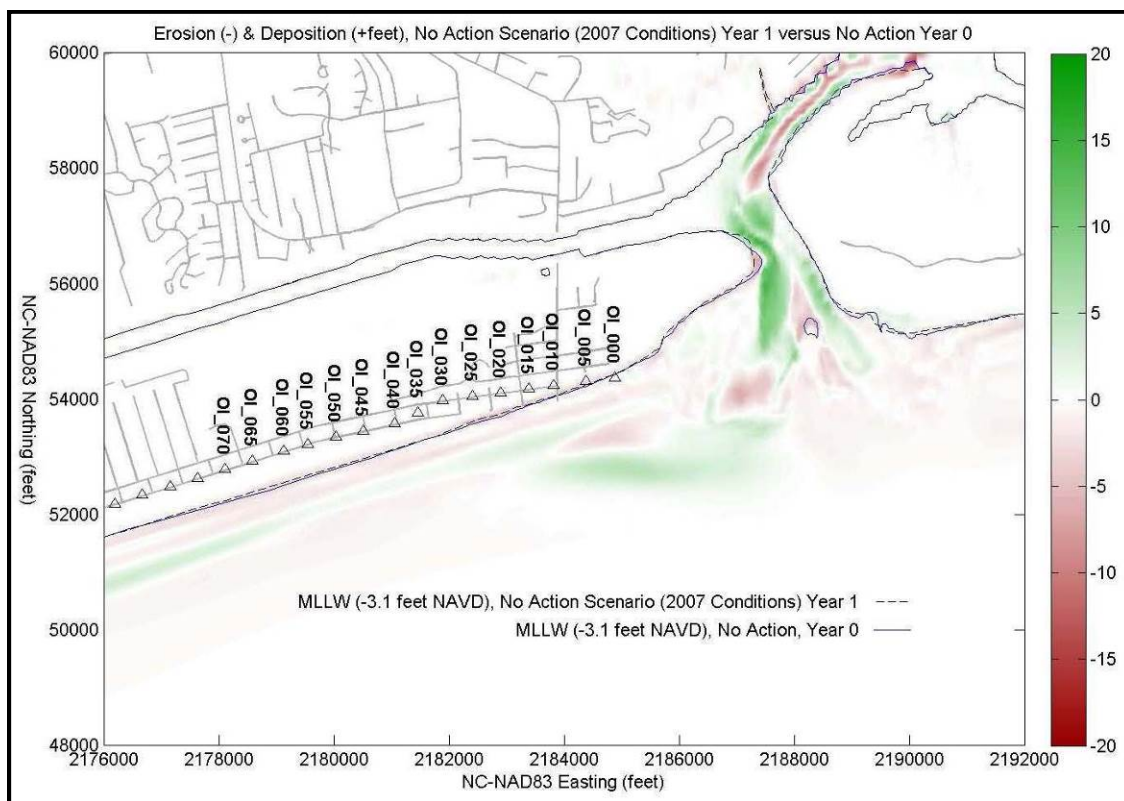 Erosion (-) & Deposition (+feet), No Action Scenario (2007 Conditions) Year 1 versus No Action Year 0
60000
58000
56000
54000
52000
50000
48000
NC-NAD83 Northing (feet)
OI_070
OI_065
OI_060
OI_055
OI_050
OI_045
OI_040
OI_035
OI_030
OI_025
OI_020
OI_015
OI_010
OI_005
OI_000
MLLW (-3.1 feet NAVD), No Action Scenario (2007 Conditions) Year 1
MLLW (-3.1 feet NAVD), No Action, Year 0
2176000 2178000 2180000 2182000 2184000 2186000 2188000 2190000 2192000
NC-NAD83 Easting (feet)
20
15
10
5
0
-5
-10
-15
-20